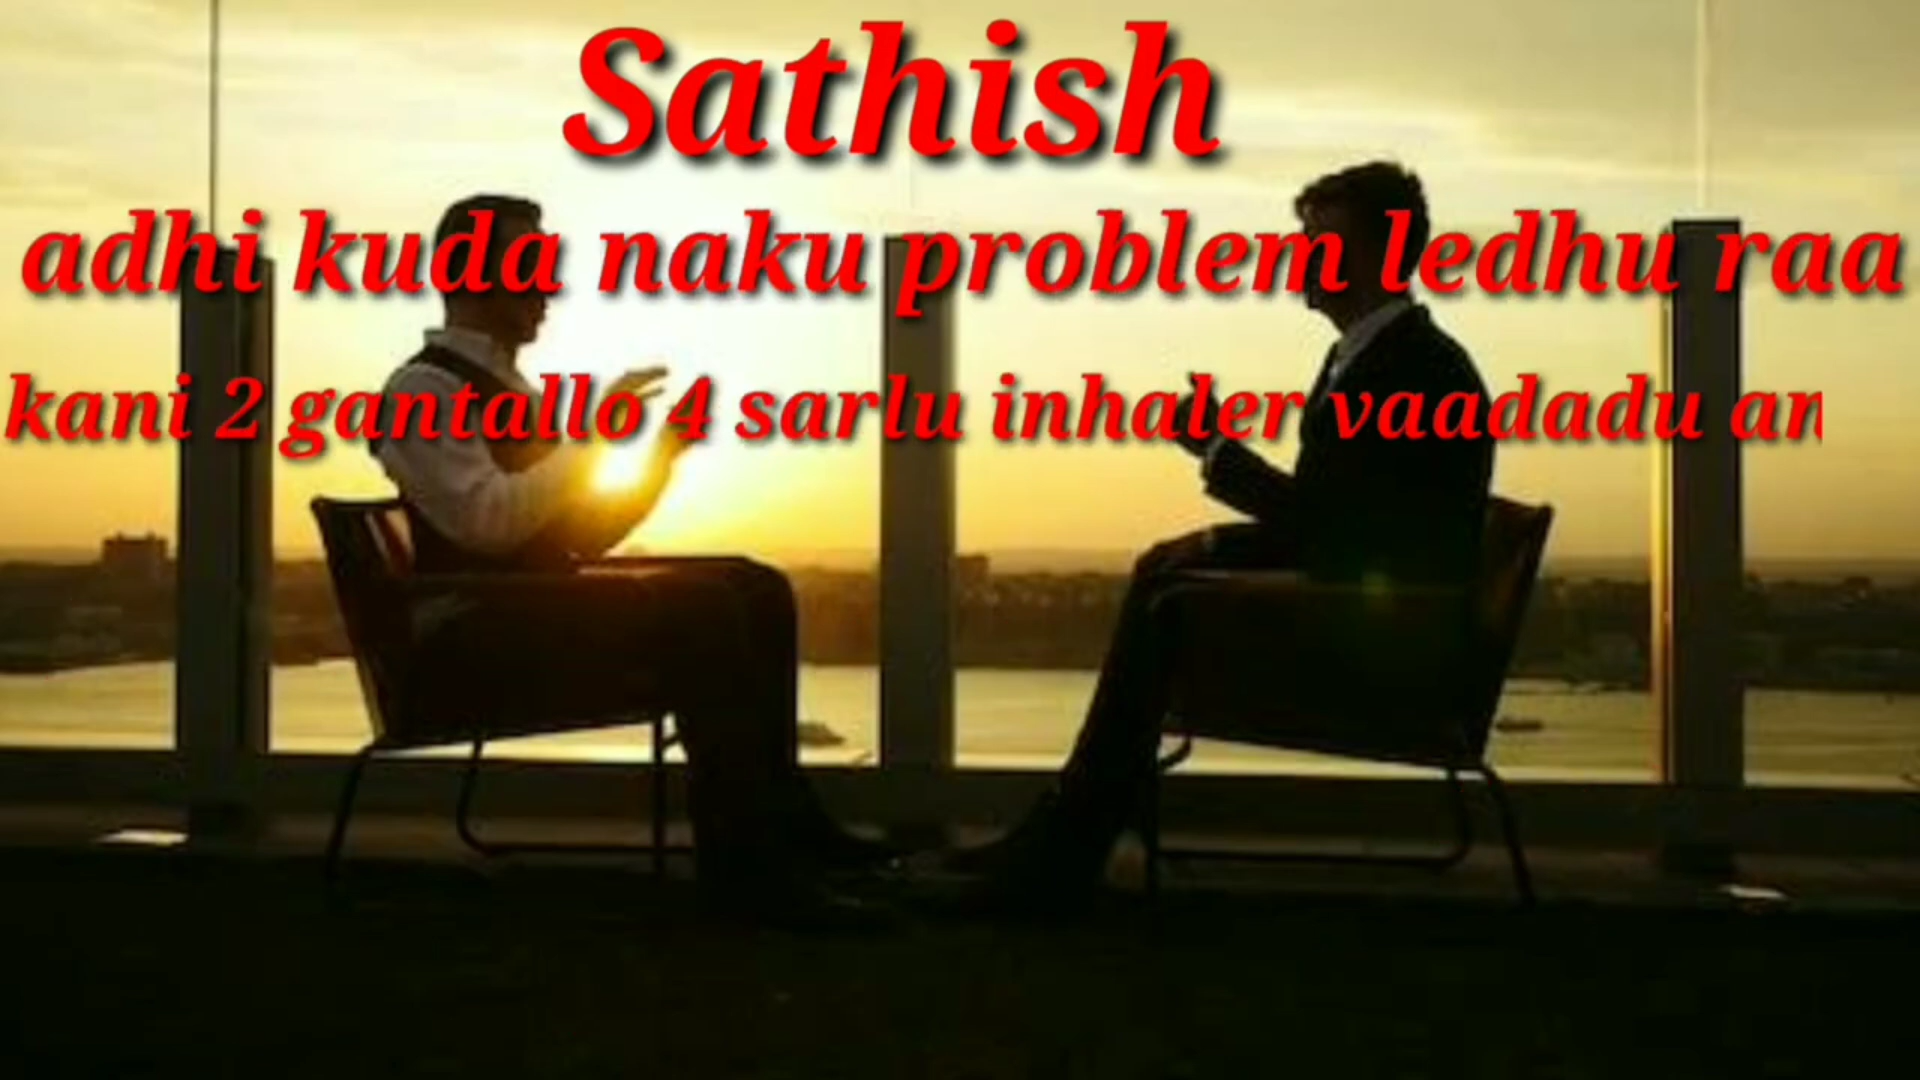 Sathish
adhi kuda naku problem ledhu raa
kani 2 gantallo 4 sarlu inhaler vaadadu